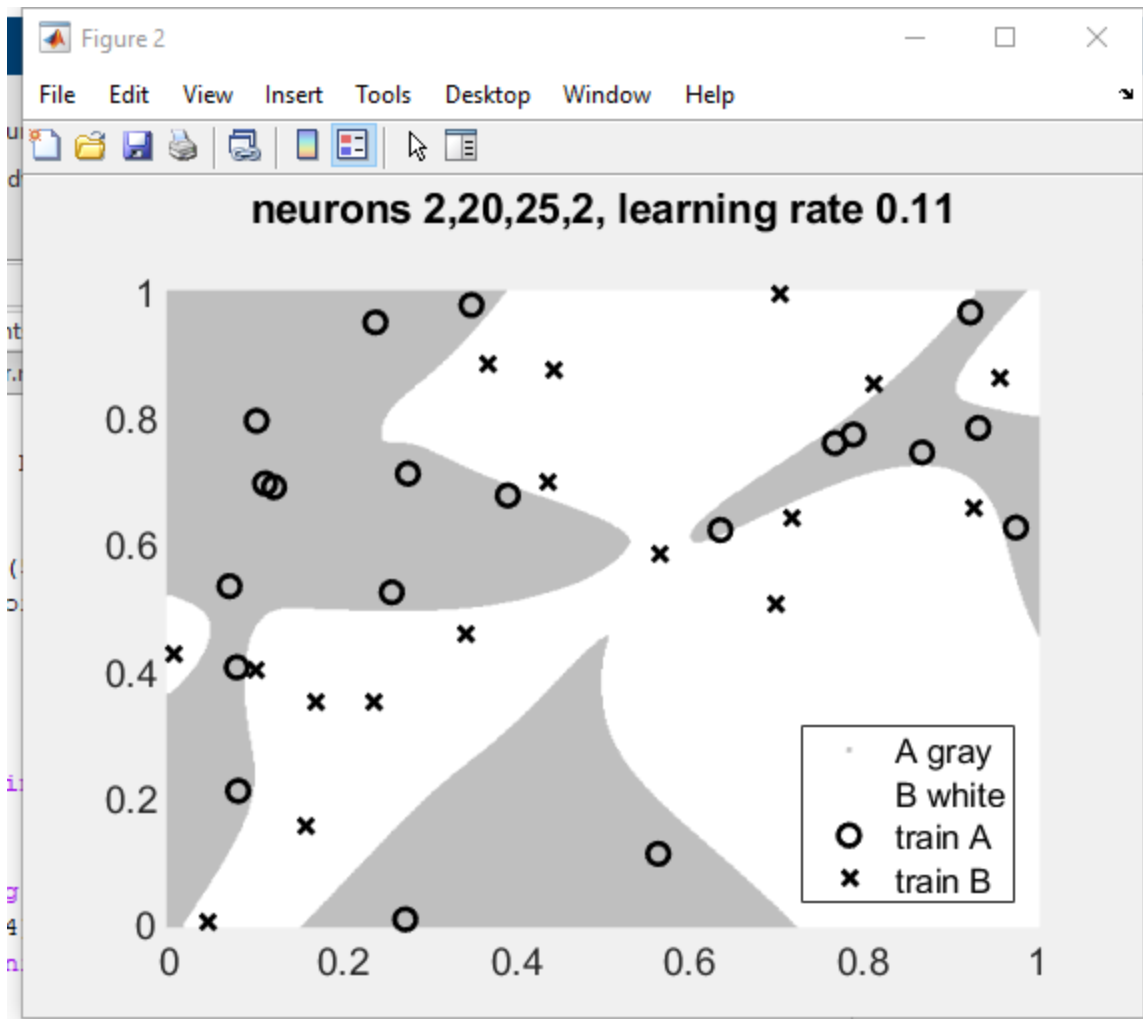 Figure 2
File Edit View Insert Tools Desktop Window Help
neurons 2,20,25,2, learning rate 0.11
1
0.8
0.6
0.4
0.2
0
0 0.2 0.4 0.6 0.8 1
A gray
B white
train A
train B